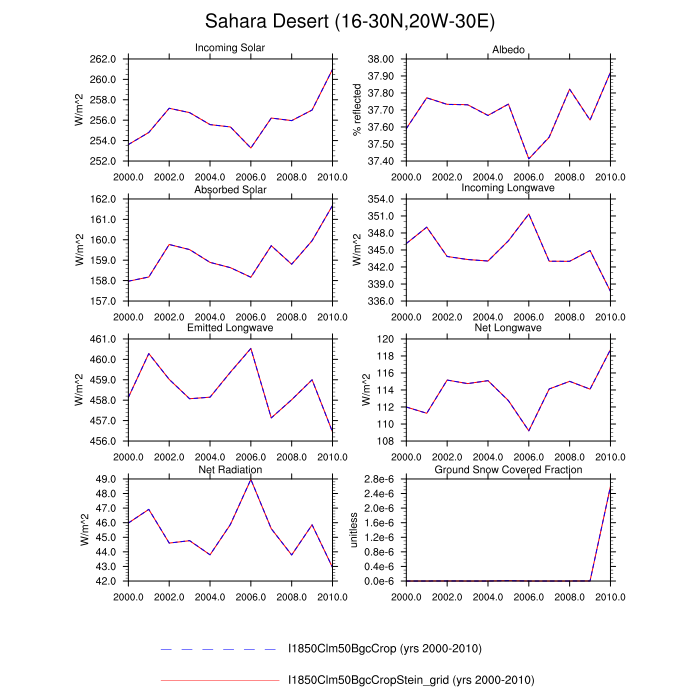 Sahara Desert (16-30N,20W-30E)
Incoming Solar
262.0
260.0
258.0
256.0
254.0
252.0
W/m^2
2000.0 2002.0 2004.0 2006.0 2008.0 2010.0
Albedo
38.00
37.90
37.80
37.70
37.60
37.50
37.40
% reflected
2000.0 2002.0 2004.0 2006.0 2008.0 2010.0
Absorbed Solar
162.0
161.0
160.0
159.0
158.0
157.0
W/m^2
2000.0 2002.0 2004.0 2006.0 2008.0 2010.0
Incoming Longwave
354.0
351.0
348.0
345.0
342.0
339.0
336.0
W/m^2
2000.0 2002.0 2004.0 2006.0 2008.0 2010.0
Emitted Longwave
461.0
460.0
459.0
458.0
457.0
456.0
W/m^2
2000.0 2002.0 2004.0 2006.0 2008.0 2010.0
Net Longwave
120
118
116
114
112
110
108
W/m^2
2000.0 2002.0 2004.0 2006.0 2008.0 2010.0
Net Radiation
49.0
48.0
47.0
46.0
45.0
44.0
43.0
42.0
W/m^2
2000.0 2002.0 2004.0 2006.0 2008.0 2010.0
Ground Snow Covered Fraction
2.8e-6
2.4e-6
2.0e-6
1.6e-6
1.2e-6
0.8e-6
0.4e-6
0.0e-6
unitless
2000.0 2002.0 2004.0 2006.0 2008.0 2010.0
I1850Clm50BgcCrop (yrs 2000-2010)
I1850Clm50BgcCropStein_grid (yrs 2000-2010)